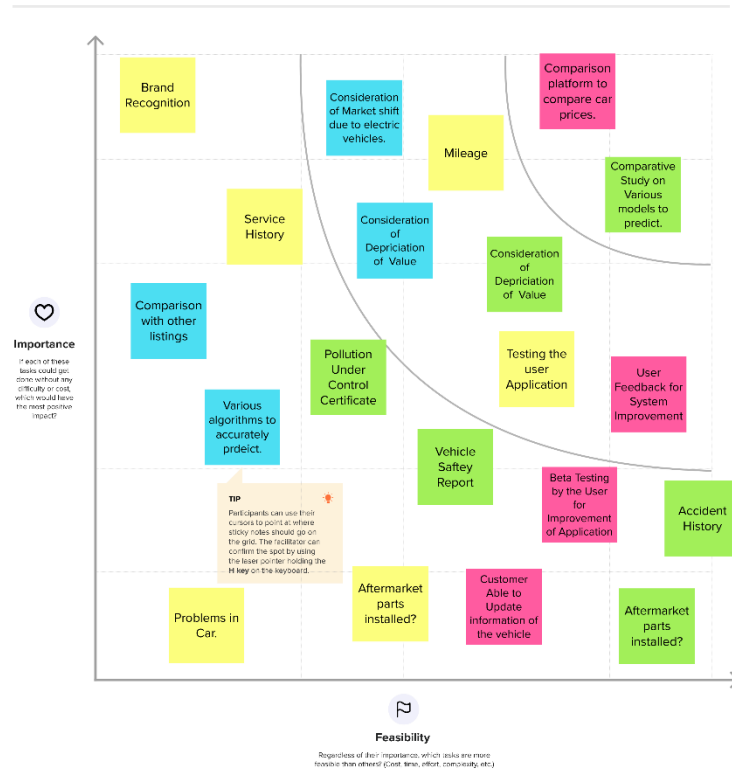 Brand
Recognition
Consideration
of Market shift
due to electric
vehicles.
Mileage
Comparison
platform to
compare car
prices.
Comparative
Study on
Various
models to
predict.
Service
History
Consideration
of
Depriciation
of Value
Consideration
of
Depriciation
of Value
Comparison
with other
listings
Pollution
Under
Control
Certificate
Testing the
user
Application
User
Feedback for
System
Improvement
Importance
If each of these
tasks could get
done without any
difficulty or cost,
which would have
the most positive
impact?
Various
algorithms to
accurately
prdeict.
Vehicle
Saftey
Report
Beta Testing
by the User
for
Improvement
of Application
Accident
History
TIP
Participants can use their
cursors to point at where
sticky notes should go on
the grid. The facilitator can
confirm the spot by using
the laser pointer holding the
H key on the keyboard.
Problems in
Car.
Aftermarket
parts
installed?
Customer
Able to
Update
information of
the vehicle
Aftermarket
parts
installed?
Feasibility
Regardless of their importance, which tasks are more
feasible than others? (Cost, time, effort, complexity, etc.)